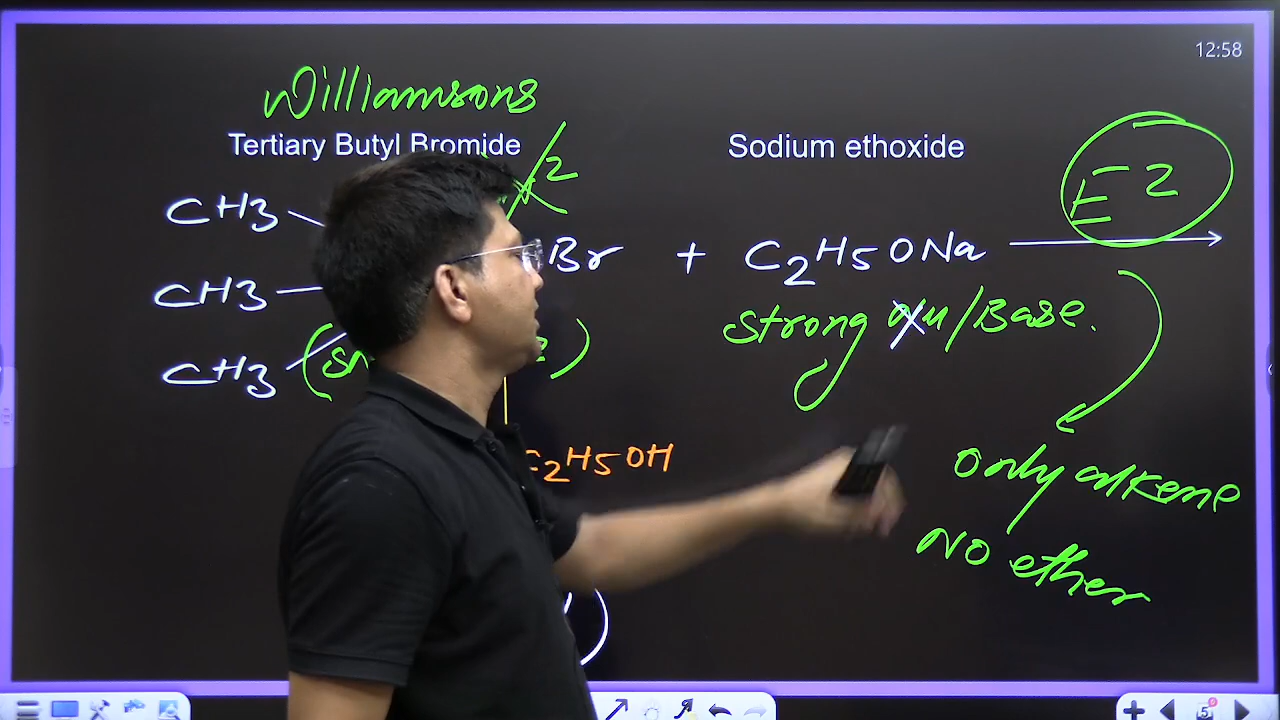 12:58
Williamsons
Tertiary Butyl Bromide
Sodium ethoxide
E2
CH3
Br + C2H5ONa
strong Nu/Base.
CH3
CH3
C2H5OH
only alkene
No ether